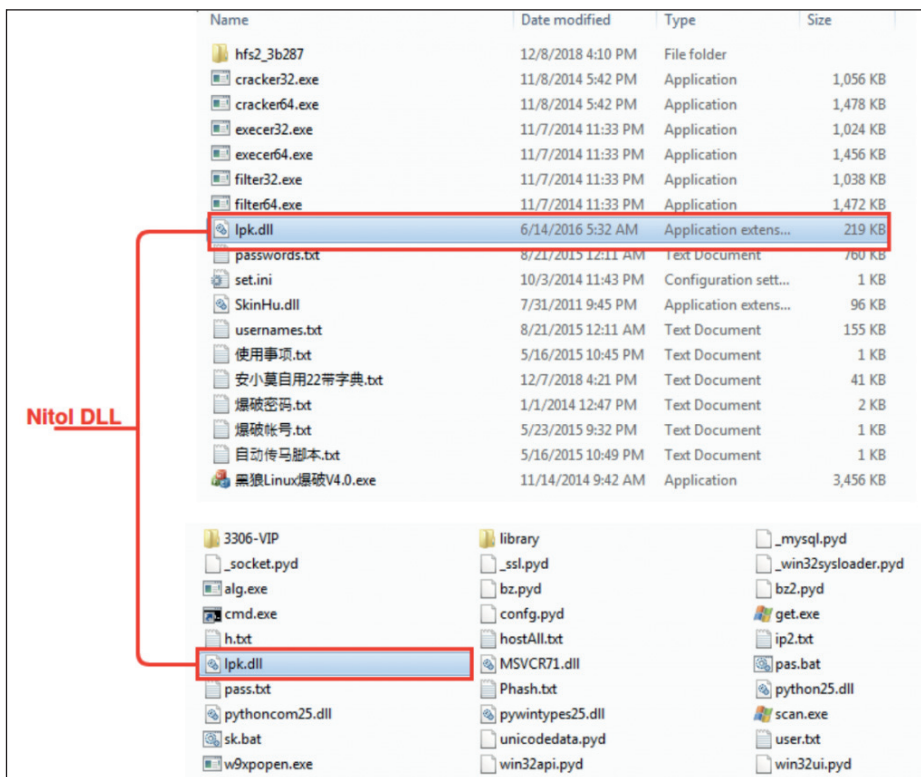 Name Date modified Type Size
hfs2_3b287 12/8/2018 4:10 PM File folder
cracker32.exe 11/8/2014 5:42 PM Application 1,056 KB
cracker64.exe 11/8/2014 5:42 PM Application 1,478 KB
execer32.exe 11/7/2014 11:33 PM Application 1,024 KB
execer64.exe 11/7/2014 11:33 PM Application 1,456 KB
filter32.exe 11/7/2014 11:33 PM Application 1,038 KB
filter64.exe 11/7/2014 11:33 PM Application 1,472 KB
lpk.dll 6/14/2016 5:32 AM Application extens... 219 KB
passwords.txt 8/21/2015 12:11 AM Text Document 760 KB
set.ini 10/3/2014 11:43 PM Configuration sett... 1 KB
SkinHu.dll 7/31/2011 9:45 PM Application extens... 96 KB
usernames.txt 8/21/2015 12:11 AM Text Document 155 KB
使用事项.txt 5/16/2015 10:45 PM Text Document 1 KB
安小莫自用22带字典.txt 12/7/2018 4:21 PM Text Document 41 KB
爆破密码.txt 1/1/2014 12:47 PM Text Document 2 KB
爆破帐号.txt 5/23/2015 9:32 PM Text Document 1 KB
自动传马脚本.txt 5/16/2015 10:49 PM Text Document 1 KB
黑狼Linux爆破V4.0.exe 11/14/2014 9:42 AM Application 3,456 KB
Nitol DLL
3306-VIP library _mysql.pyd
_socket.pyd _ssl.pyd _win32sysloader.pyd
alg.exe bz.pyd bz2.pyd
cmd.exe confg.pyd get.exe
h.txt hostAll.txt ip2.txt
lpk.dll MSVCR71.dll pas.bat
pass.txt Phash.txt python25.dll
pythoncom25.dll pywintypes25.dll scan.exe
sk.bat unicodedata.pyd user.txt
w9xpopen.exe win32api.pyd win32ui.pyd